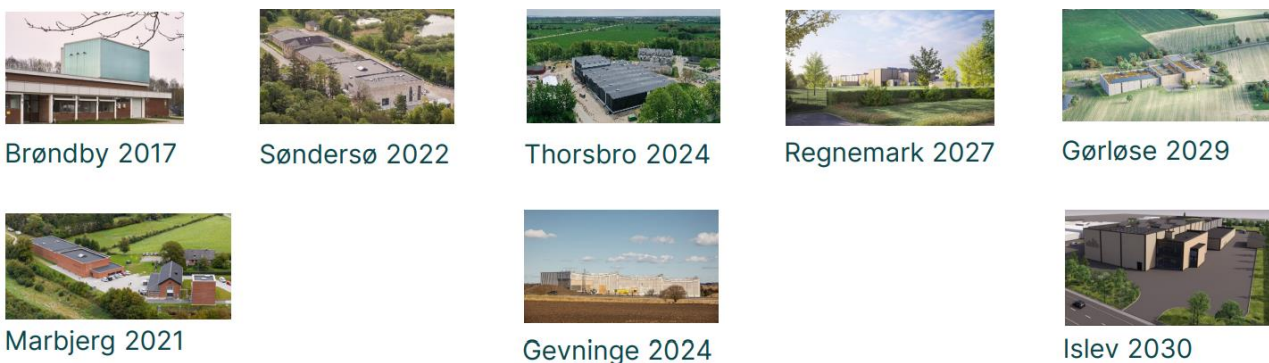 Brøndby 2017
Søndersø 2022
Thorsbro 2024
Regnemark 2027
Gørløse 2029
Marbjerg 2021
Gevninge 2024
Islev 2030